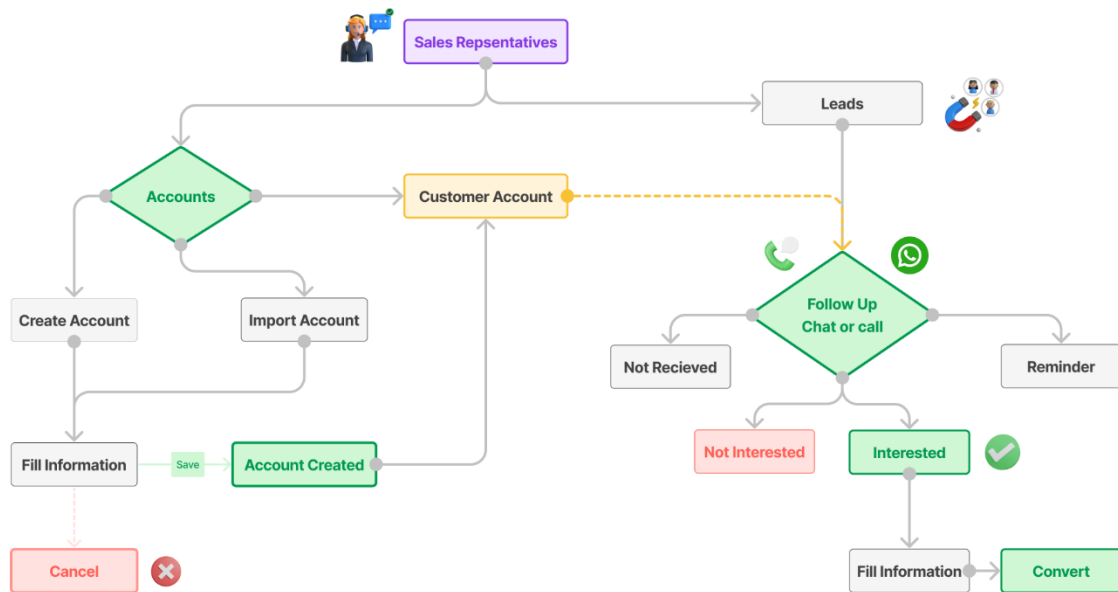 Sales Repsentatives
Leads
Accounts
Customer Account
Create Account
Import Account
Follow Up
Chat or call
Not Recieved
Reminder
Fill Information
Save
Account Created
Not Interested
Interested
Cancel
Fill Information
Convert